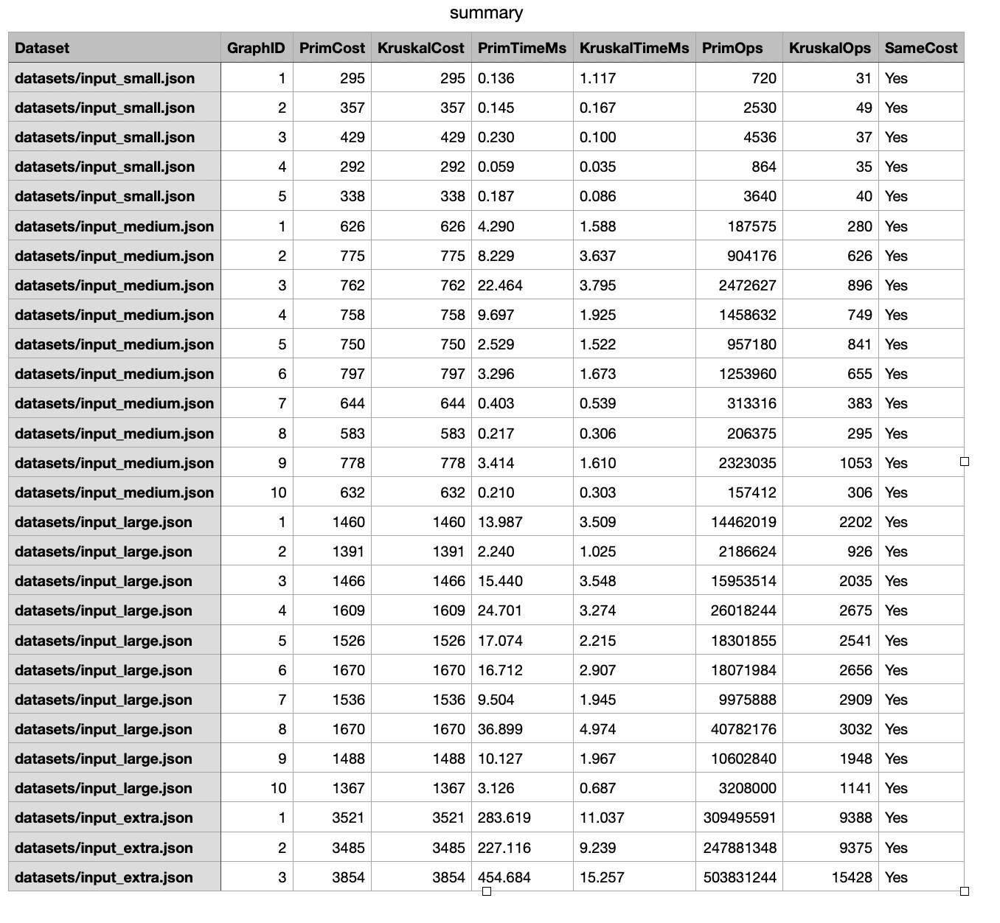 summary
Dataset GraphID PrimCost KruskalCost PrimTimeMs KruskalTimeMs PrimOps KruskalOps SameCost
datasets/input_small.json 1 295 295 0.136 1.117 720 31 Yes
datasets/input_small.json 2 357 357 0.145 0.167 2530 49 Yes
datasets/input_small.json 3 429 429 0.230 0.100 4536 37 Yes
datasets/input_small.json 4 292 292 0.059 0.035 864 35 Yes
datasets/input_small.json 5 338 338 0.187 0.086 3640 40 Yes
datasets/input_medium.json 1 626 626 4.290 1.588 187575 280 Yes
datasets/input_medium.json 2 775 775 8.229 3.637 904176 626 Yes
datasets/input_medium.json 3 762 762 22.464 3.795 2472627 896 Yes
datasets/input_medium.json 4 758 758 9.697 1.925 1458632 749 Yes
datasets/input_medium.json 5 750 750 2.529 1.522 957180 841 Yes
datasets/input_medium.json 6 797 797 3.296 1.673 1253960 655 Yes
datasets/input_medium.json 7 644 644 0.403 0.539 313316 383 Yes
datasets/input_medium.json 8 583 583 0.217 0.306 206375 295 Yes
datasets/input_medium.json 9 778 778 3.414 1.610 2323035 1053 Yes
datasets/input_medium.json 10 632 632 0.210 0.303 157412 306 Yes
datasets/input_large.json 1 1460 1460 13.987 3.509 14462019 2202 Yes
datasets/input_large.json 2 1391 1391 2.240 1.025 2186624 926 Yes
datasets/input_large.json 3 1466 1466 15.440 3.548 15953514 2035 Yes
datasets/input_large.json 4 1609 1609 24.701 3.274 26018244 2675 Yes
datasets/input_large.json 5 1526 1526 17.074 2.215 18301855 2541 Yes
datasets/input_large.json 6 1670 1670 16.712 2.907 18071984 2656 Yes
datasets/input_large.json 7 1536 1536 9.504 1.945 9975888 2909 Yes
datasets/input_large.json 8 1670 1670 36.899 4.974 40782176 3032 Yes
datasets/input_large.json 9 1488 1488 10.127 1.967 10602840 1948 Yes
datasets/input_large.json 10 1367 1367 3.126 0.687 3208000 1141 Yes
datasets/input_extra.json 1 3521 3521 283.619 11.037 309495591 9388 Yes
datasets/input_extra.json 2 3485 3485 227.116 9.239 247881348 9375 Yes
datasets/input_extra.json 3 3854 3854 454.684 15.257 503831244 15428 Yes